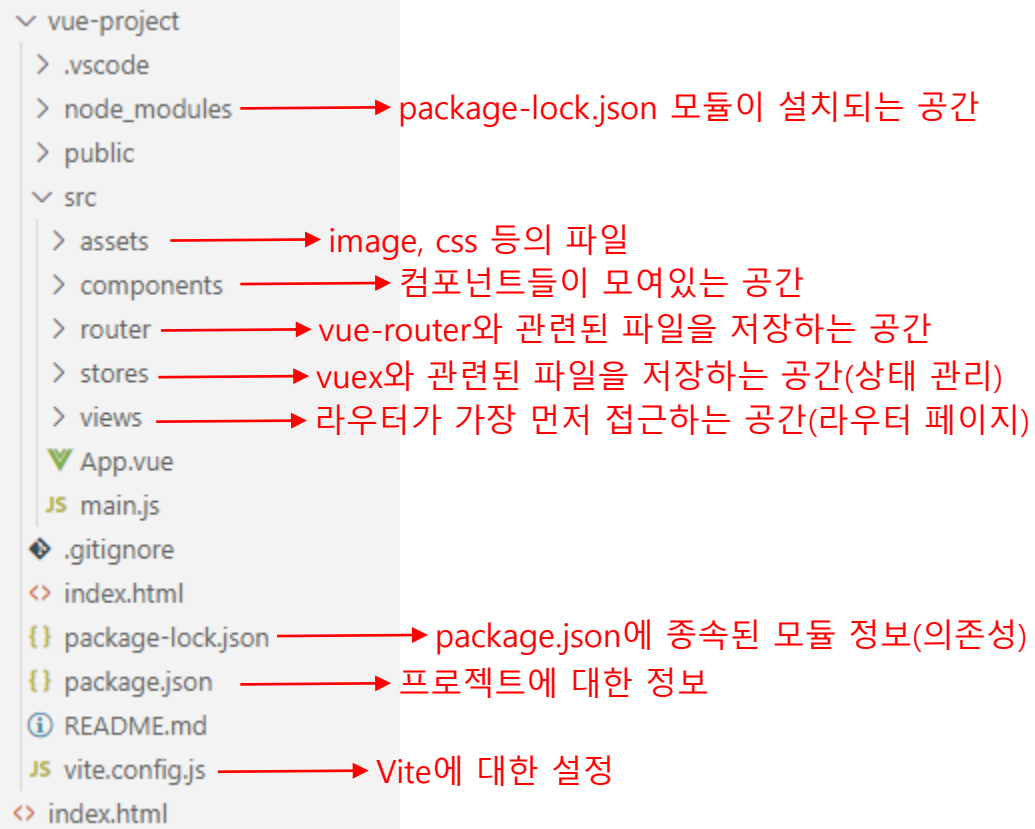 vue-project
.vscode
node_modules package-lock.json 모듈이 설치되는 공간
public
src
assets image, css 등의 파일
components 컴포넌트들이 모여있는 공간
router vue-router와 관련된 파일을 저장하는 공간
stores vuex와 관련된 파일을 저장하는 공간(상태 관리)
views 라우터가 가장 먼저 접근하는 공간(라우터 페이지)
App.vue
JS main.js
.gitignore
<> index.html
{} package-lock.json package.json에 종속된 모듈 정보(의존성)
{} package.json 프로젝트에 대한 정보
README.md
JS vite.config.js Vite에 대한 설정
<> index.html